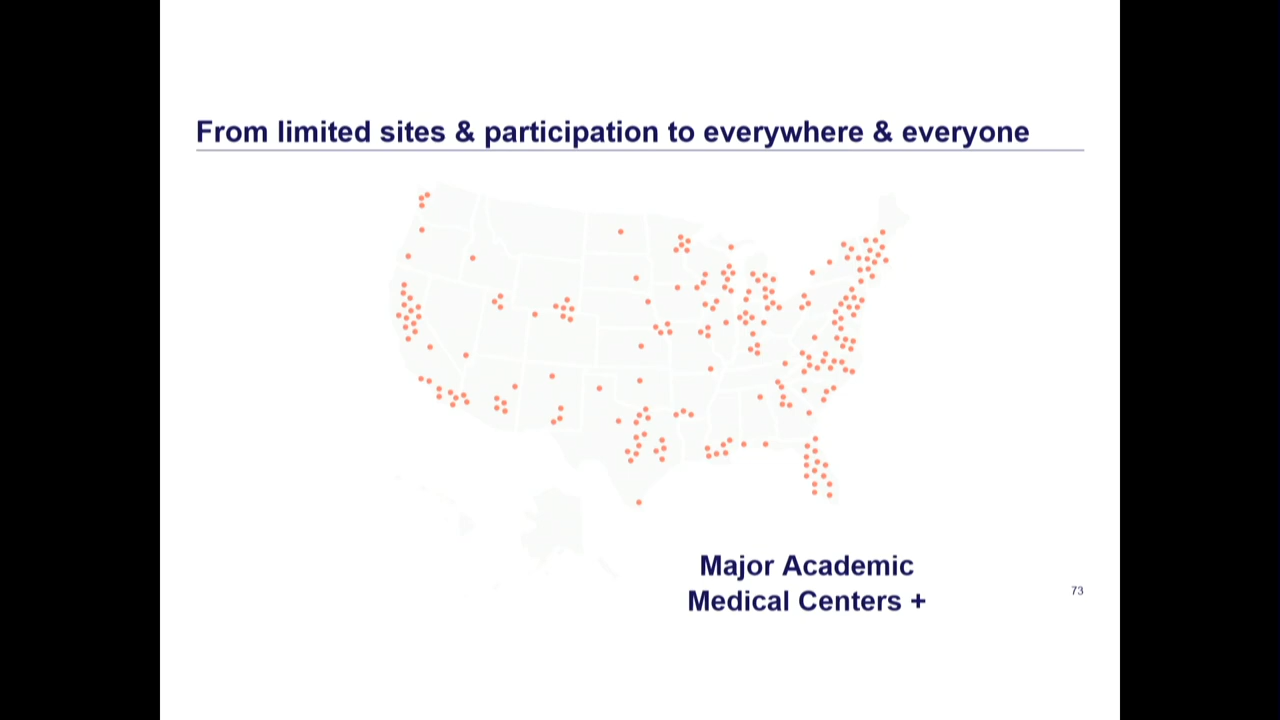 From limited sites & participation to everywhere & everyone
Major Academic
Medical Centers +
73